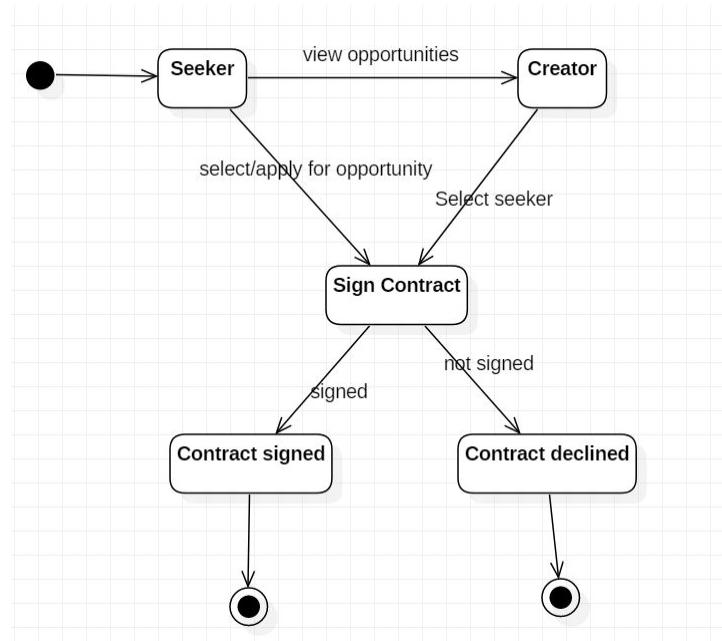 Seeker
view opportunities
Creator
select/apply for opportunity
Select seeker
Sign Contract
not signed
signed
Contract signed
Contract declined